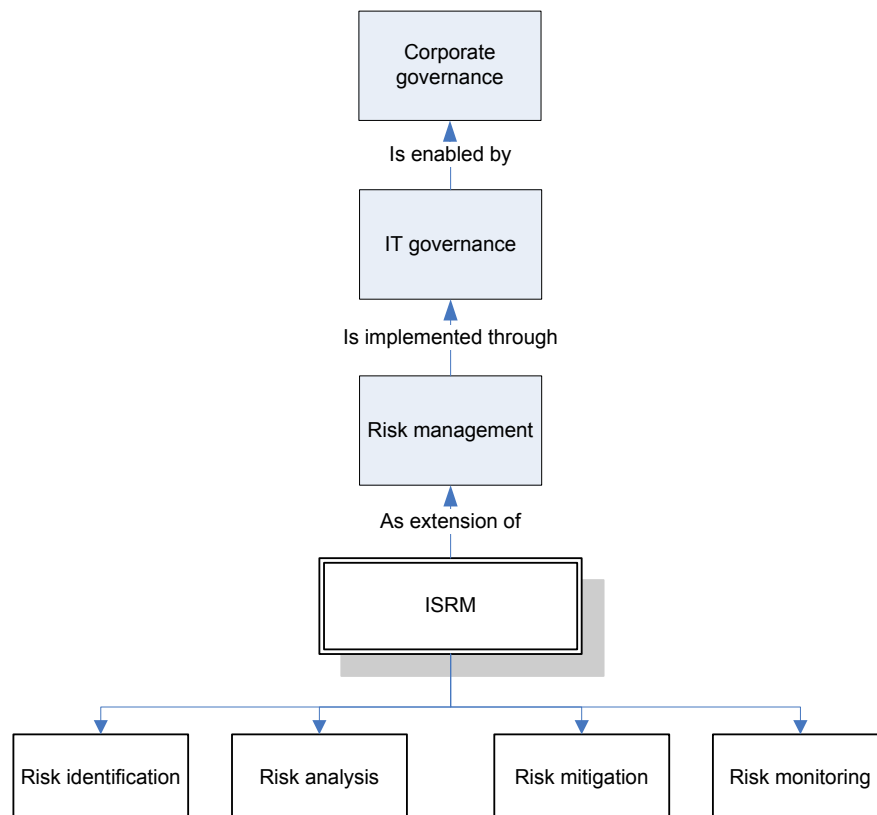 Corporate
governance
Is enabled by
IT governance
Is implemented through
Risk management
As extension of
ISRM
Risk identification
Risk analysis
Risk mitigation
Risk monitoring